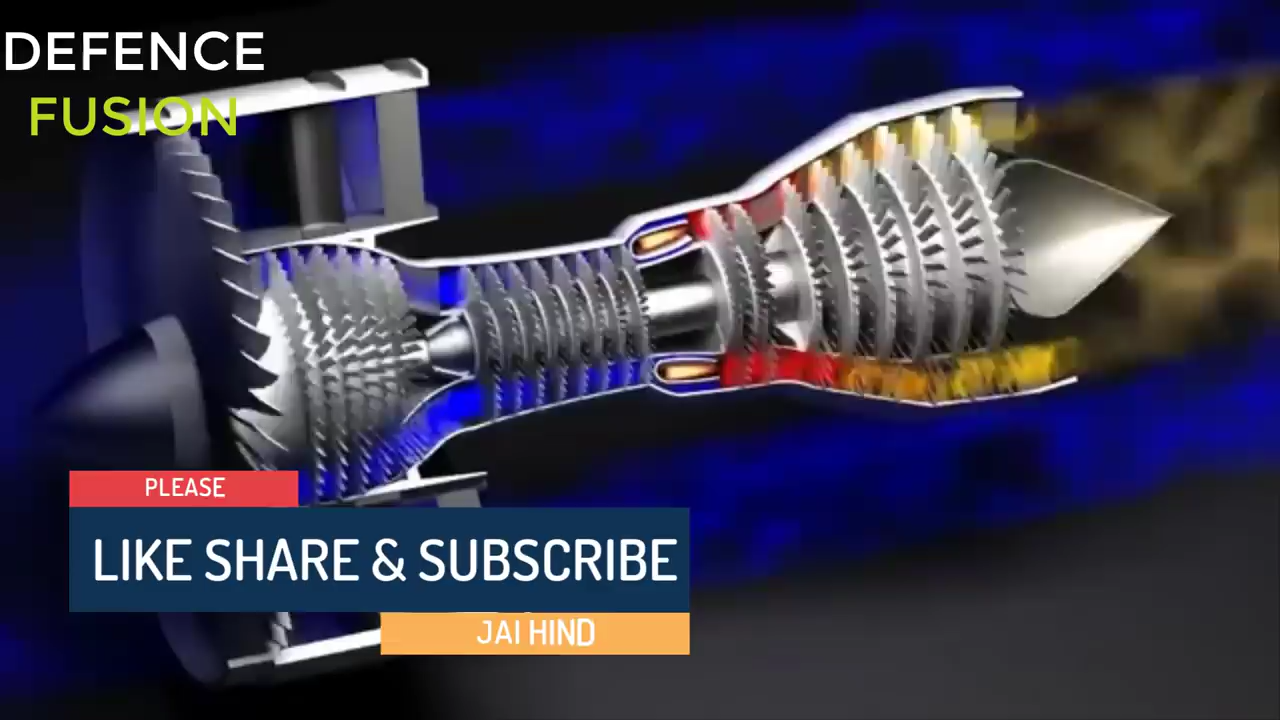 DEFENCE
FUSION
PLEASE
LIKE SHARE & SUBSCRIBE
JAI HIND